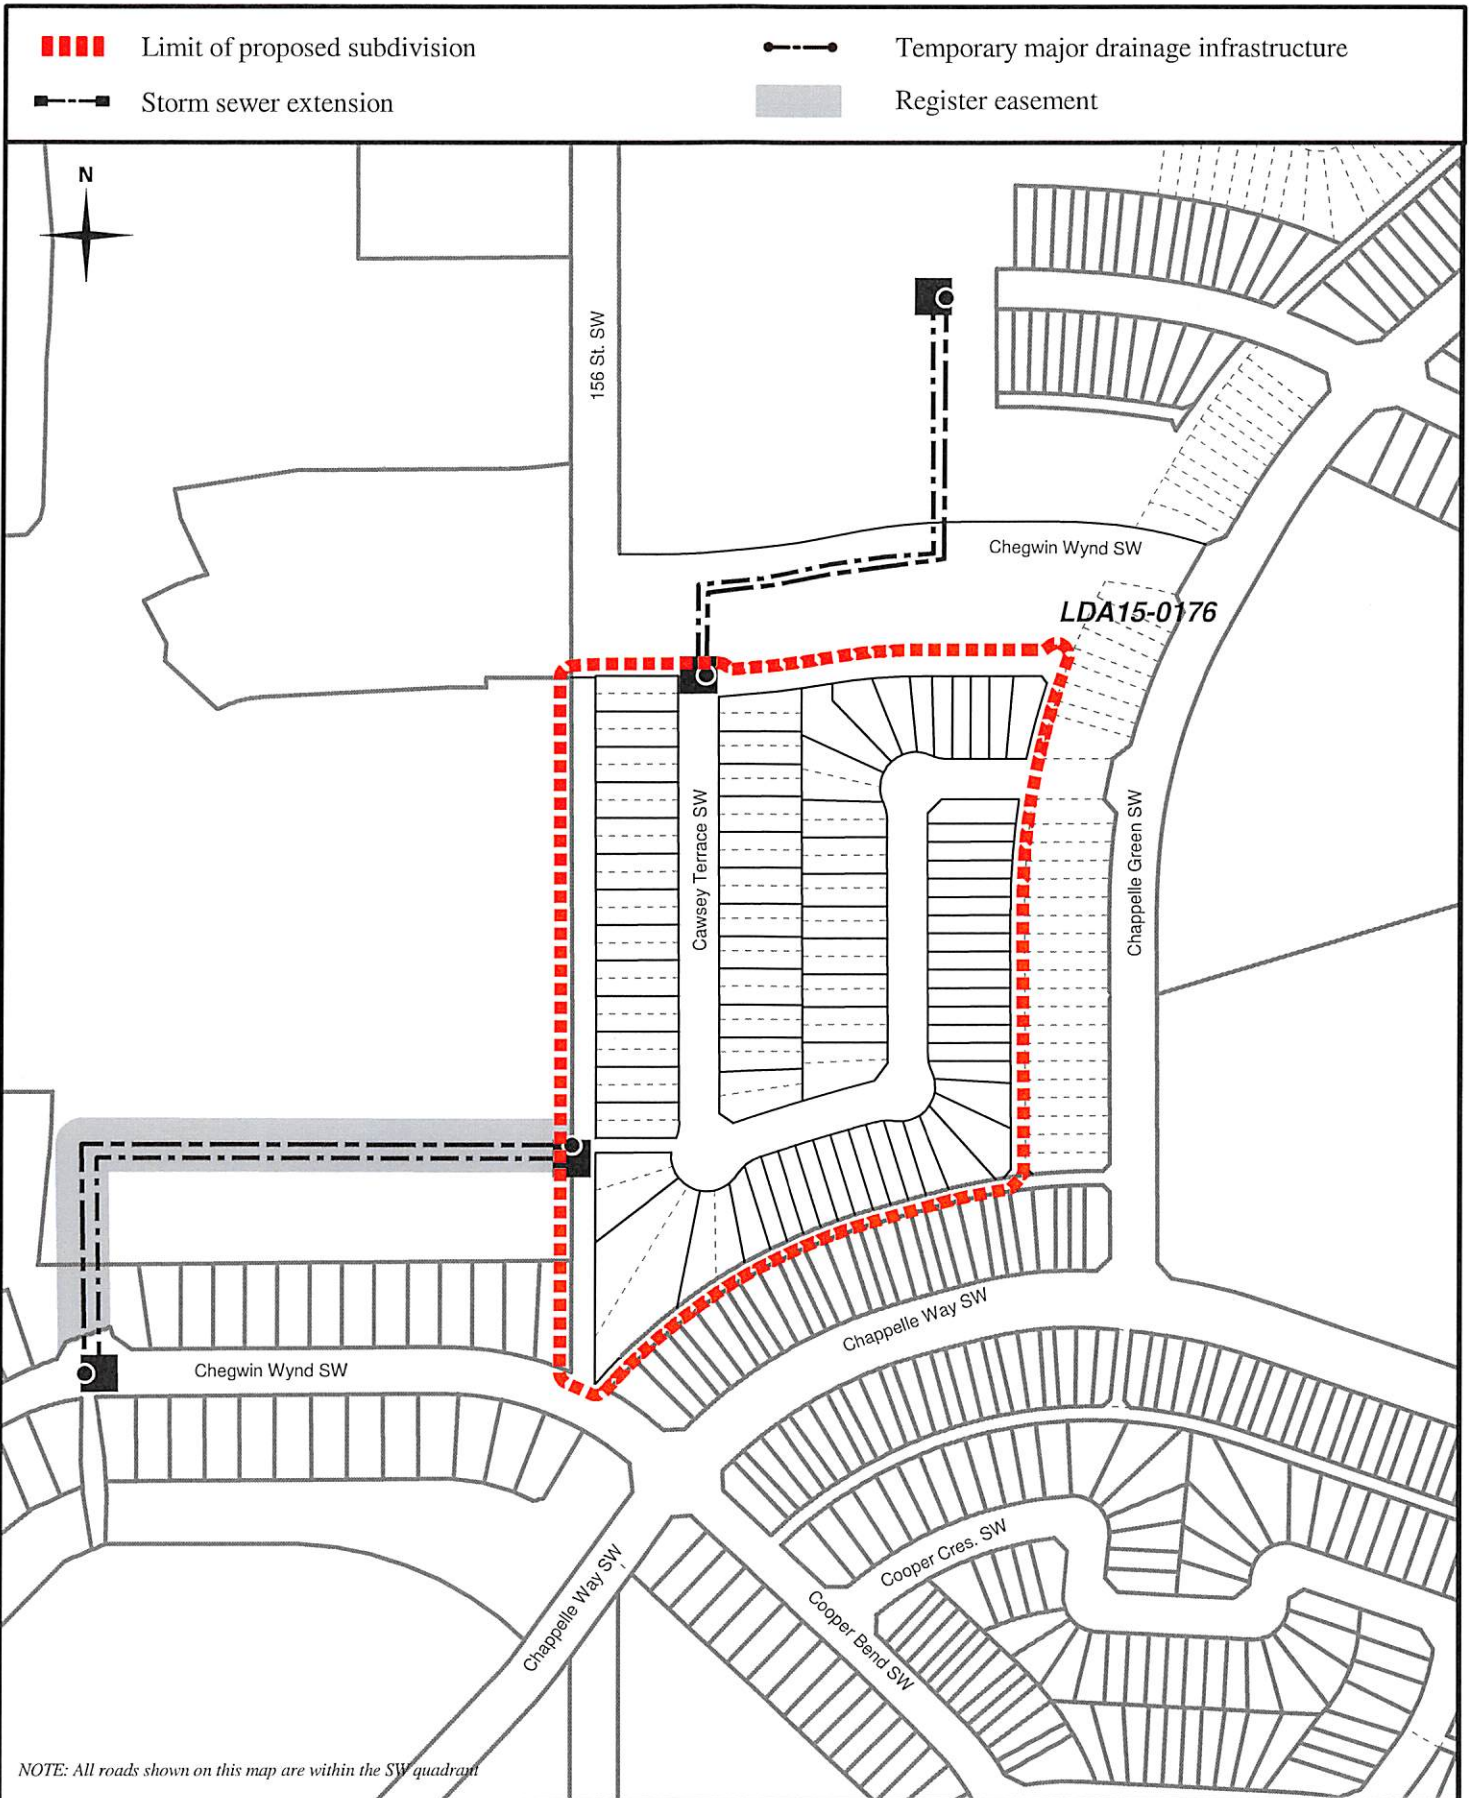 Limit of proposed subdivision
Temporary major drainage infrastructure
Storm sewer extension
Register easement
N
156 St. SW
Chegwin Wynd SW
LDA15-0176
Cawsey Terrace SW
Chappelle Green SW
Chappelle Way SW
Chegwin Wynd SW
Cooper Cres. SW
Chappelle Way SW
Cooper Bend SW
NOTE: All roads shown on this map are within the SW quadrant